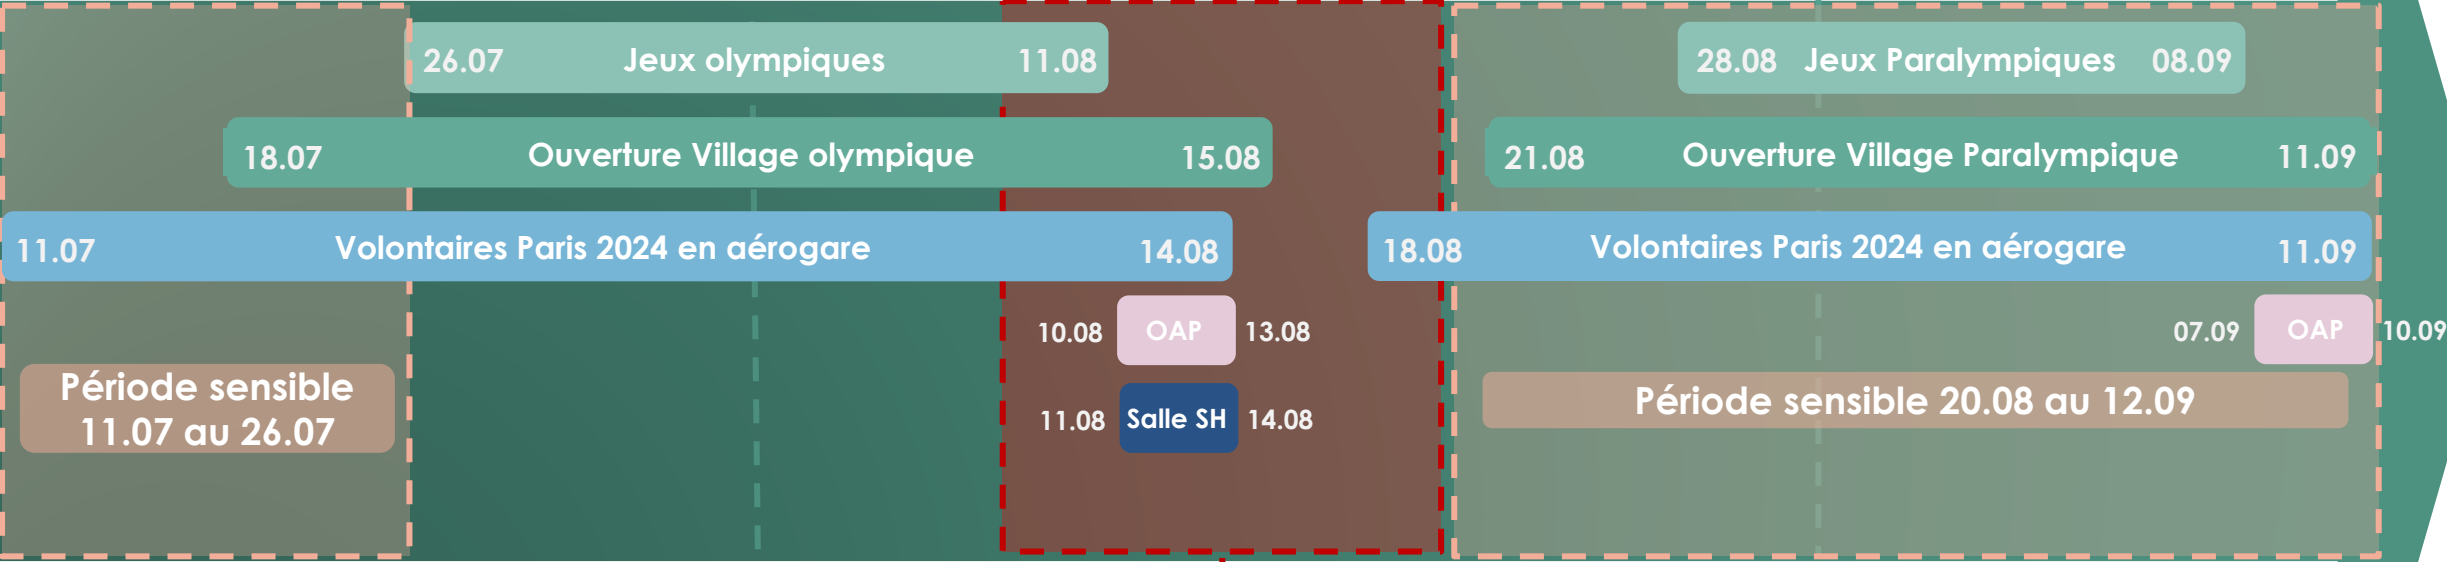 26.07 Jeux olympiques 11.08
28.08 Jeux Paralympiques 08.09
18.07 Ouverture Village olympique 15.08
21.08 Ouverture Village Paralympique 11.09
11.07 Volontaires Paris 2024 en aérogare 14.08
18.08 Volontaires Paris 2024 en aérogare 11.09
10.08 OAP 13.08
07.09 OAP 10.09
Période sensible
11.07 au 26.07
11.08 Salle SH 14.08
Période sensible 20.08 au 12.09